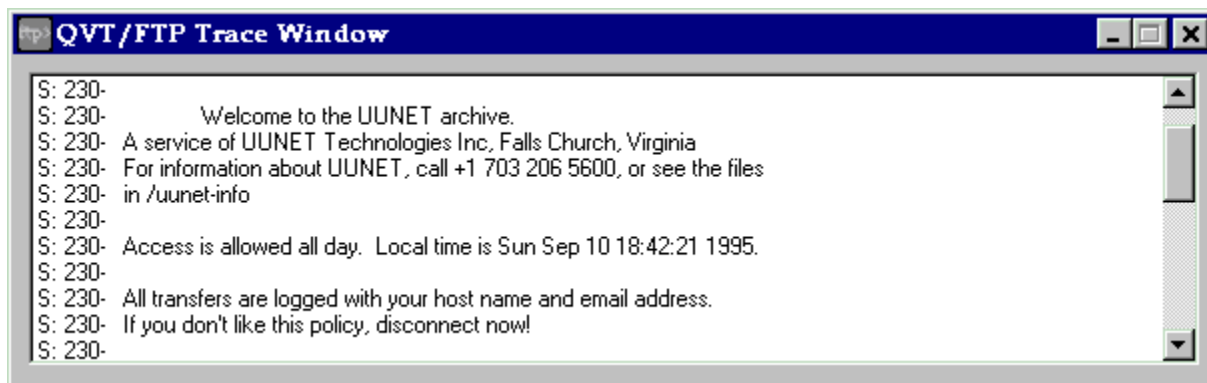 ftp> QVT/FTP Trace Window
S: 230-
S: 230- Welcome to the UUNET archive.
S: 230- A service of UUNET Technologies Inc, Falls Church, Virginia
S: 230- For information about UUNET, call +1 703 206 5600, or see the files
S: 230- in /uunet-info
S: 230-
S: 230- Access is allowed all day. Local time is Sun Sep 10 18:42:21 1995.
S: 230-
S: 230- All transfers are logged with your host name and email address.
S: 230- If you don't like this policy, disconnect now!
S: 230-